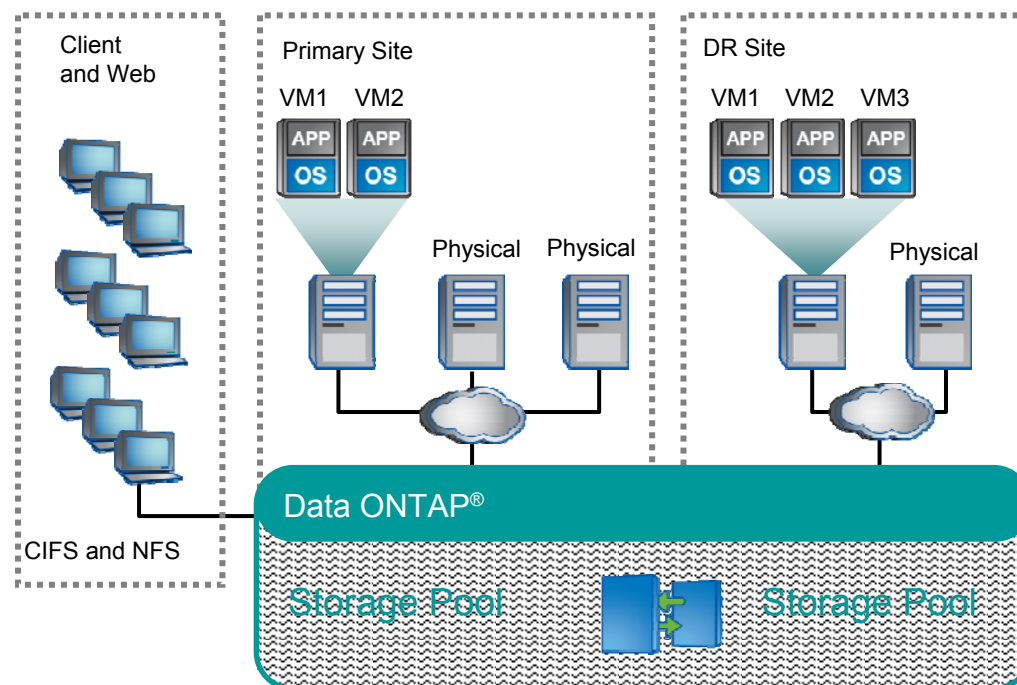 Client
and Web
CIFS and NFS
Primary Site
VM1 VM2
APP APP
OS OS
Physical Physical
DR Site
VM1 VM2 VM3
APP APP APP
OS OS OS
Physical
Data ONTAP®
Storage Pool Storage Pool